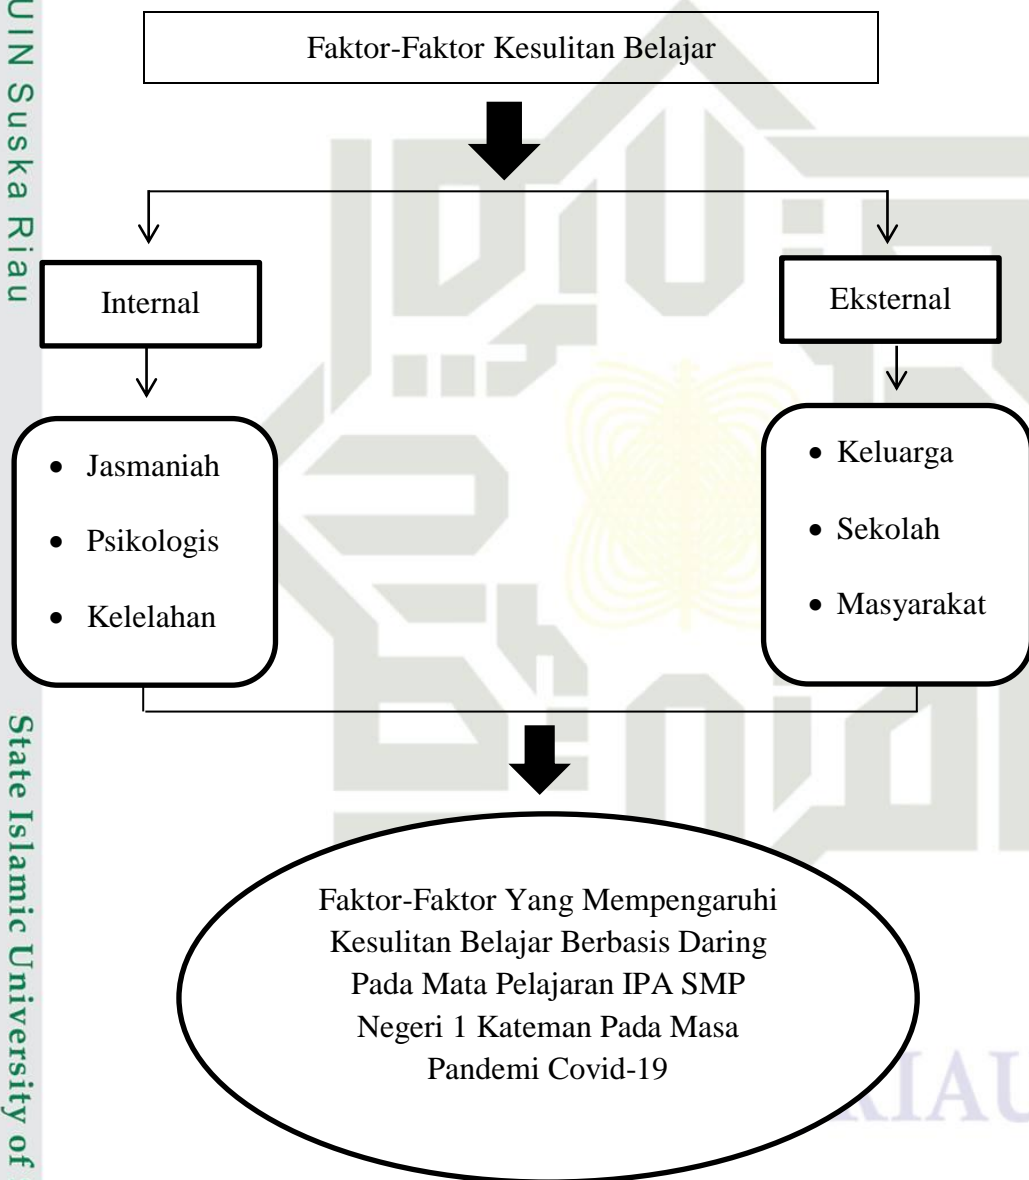 UIN Suska Riau
Faktor-Faktor Kesulitan Belajar
Internal
Eksternal
• Jasmaniah
• Psikologis
• Kelelahan
• Keluarga
• Sekolah
• Masyarakat
State Islamic University of
Faktor-Faktor Yang Mempengaruhi
Kesulitan Belajar Berbasis Daring
Pada Mata Pelajaran IPA SMP
Negeri 1 Kateman Pada Masa
Pandemi Covid-19
RIAU